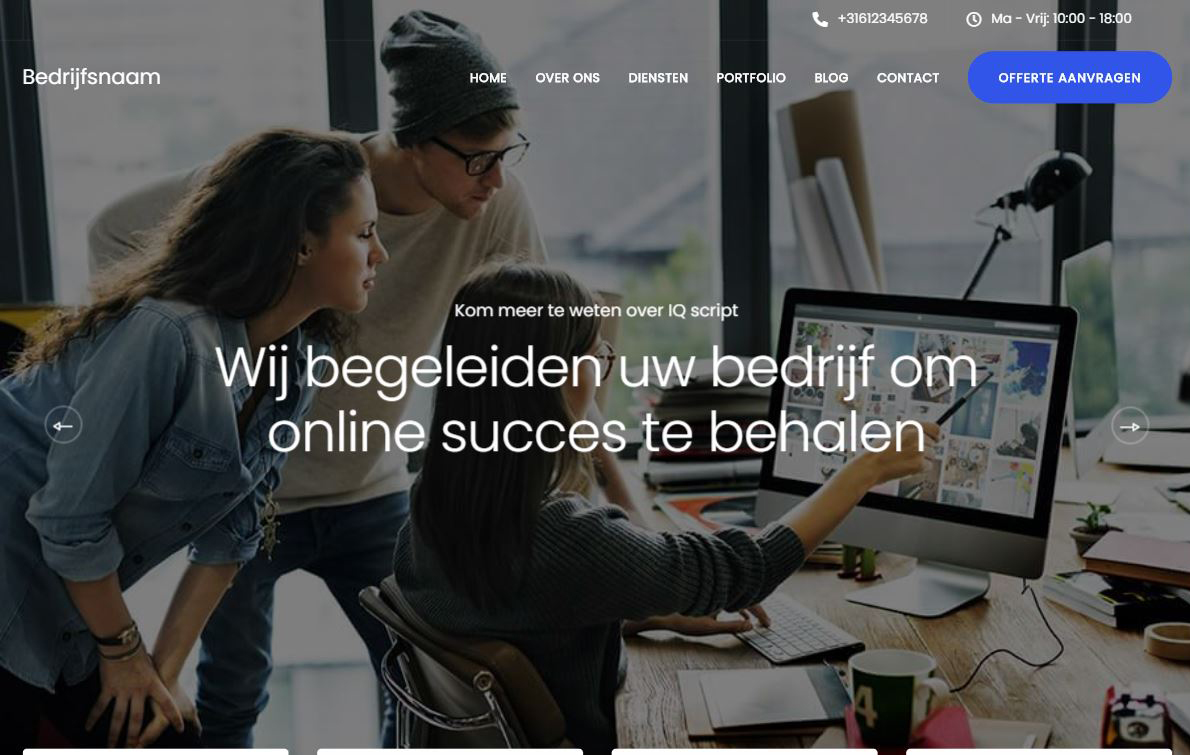 +31612345678
Ma - Vrij: 10:00 - 18:00
Bedrijfsnaam
HOME
OVER ONS
DIENSTEN
PORTFOLIO
BLOG
CONTACT
OFFERTE AANVRAGEN
Kom meer te weten over IQ script
Wij begeleiden uw bedrijf om
online succes te behalen
4